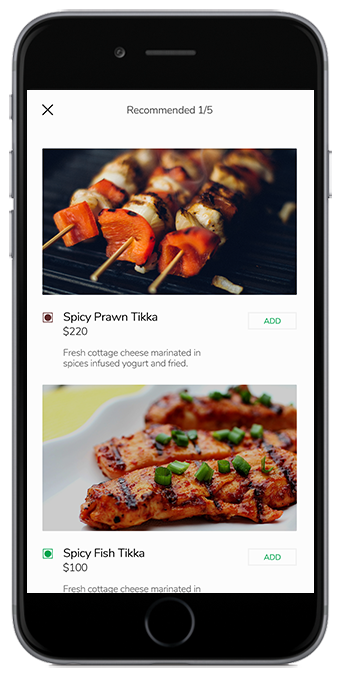 Recommended 1/5
Spicy Prawn Tikka
$220
ADD
Fresh cottage cheese marinated in
spices infused yogurt and fried.
Spicy Fish Tikka
$100
ADD
Fresh cottage cheese marinated in